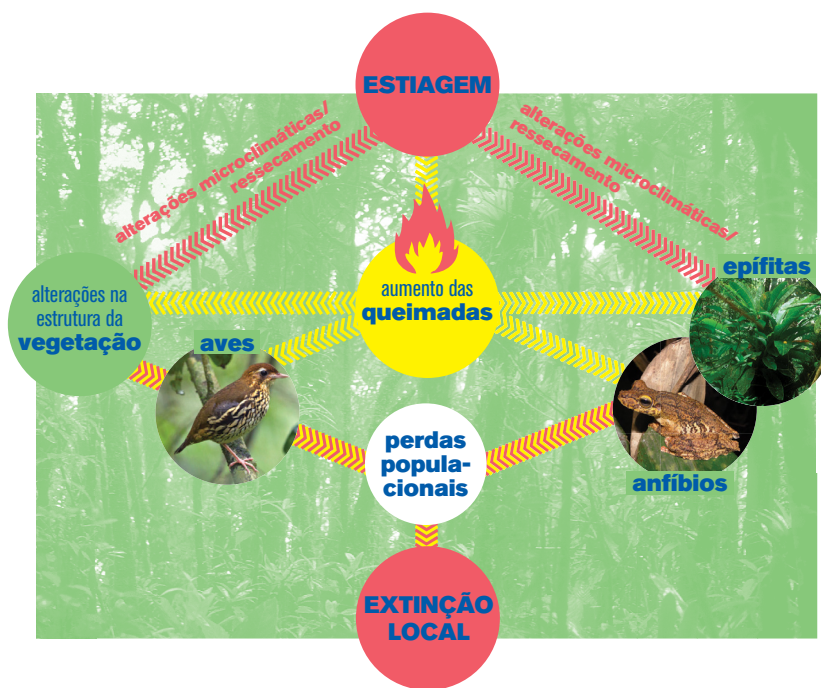 ESTIAGEM
alterações microclimáticas/
ressecamento
alterações microclimáticas/
ressecamento
epífitas
alterações na
estrutura da
vegetação
aumento das
queimadas
aves
perdas
popula-
cionais
anfíbios
EXTINÇÃO
LOCAL